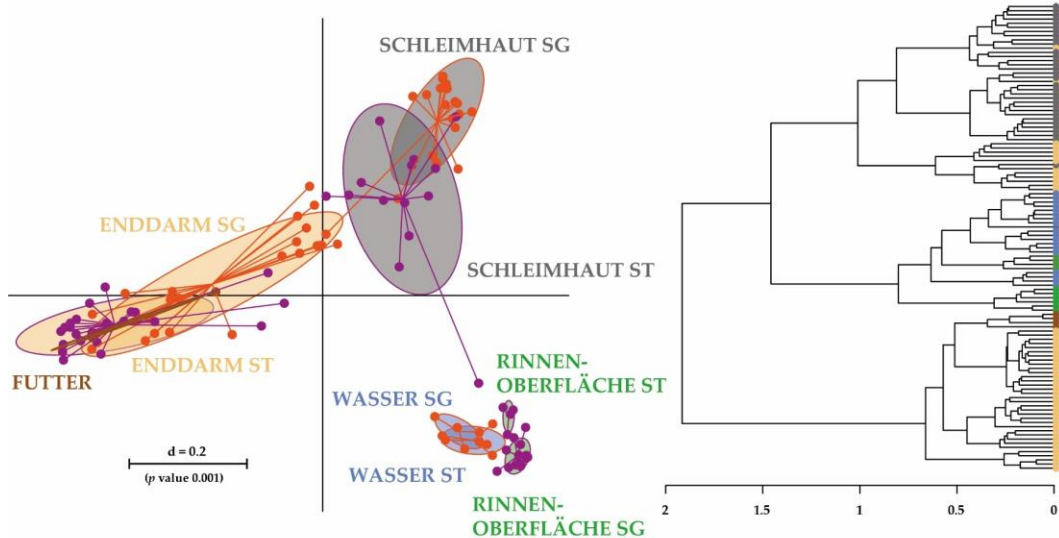 SCHLEIMHAUT SG
ENDDARM SG
SCHLEIMHAUT ST
ENDDARM ST
FUTTER
RINNEN-
OBERFLÄCHE ST
WASSER SG
d = 0.2
(p value 0.001)
WASSER ST
RINNEN-
OBERFLÄCHE SG
2 1.5 1 0.5 0